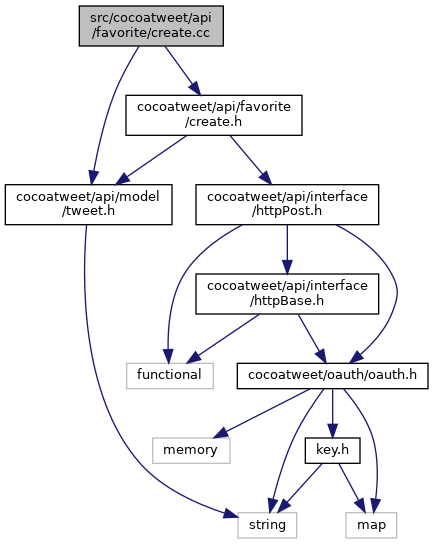 src/cocoatweet/api
/favorite/create.cc
cocoatweet/api/favorite
/create.h
cocoatweet/api/model
/tweet.h
cocoatweet/api/interface
/httpPost.h
cocoatweet/api/interface
/httpBase.h
functional
cocoatweet/oauth/oauth.h
memory
key.h
string
map